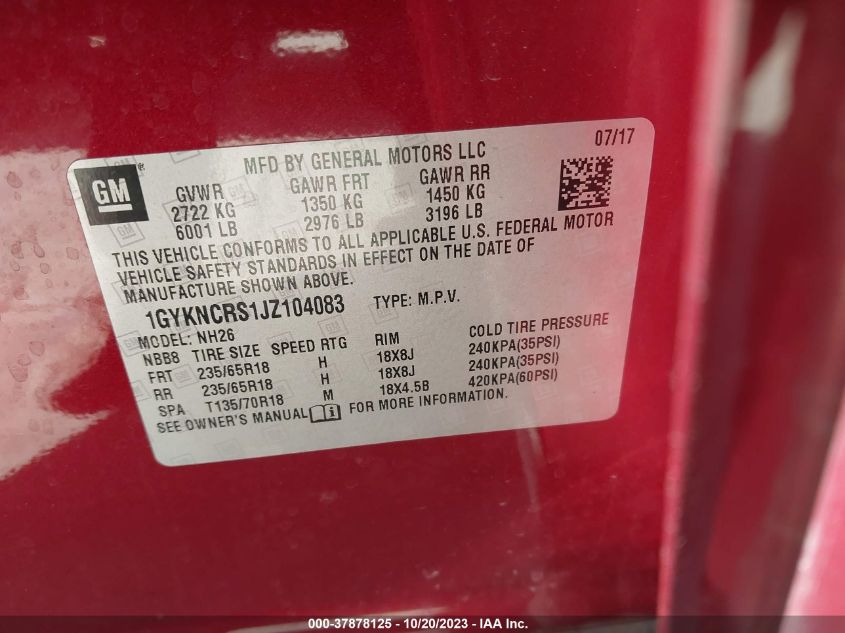 07/17
GM
MFD BY GENERAL MOTORS LLC
GVWR GAWR FRT GAWR RR
2722 KG 1350 KG 1450 KG
6001 LB 2976 LB 3196 LB
THIS VEHICLE CONFORMS TO ALL APPLICABLE U.S. FEDERAL MOTOR
VEHICLE SAFETY STANDARDS IN EFFECT ON THE DATE OF
MANUFACTURE SHOWN ABOVE.
1GYKNCRS1JZ104083 TYPE: M.P.V.
MODEL: NH26
NBB8 TIRE SIZE SPEED RTG RIM COLD TIRE PRESSURE
FRT 235/65R18 H 18X8J 240KPA(35PSI)
RR 235/65R18 H 18X8J 240KPA(35PSI)
SPA T135/70R18 M 18X4.5B 420KPA(60PSI)
SEE OWNER'S MANUAL FOR MORE INFORMATION.
000-37878125 - 10/20/2023 - IAA Inc.